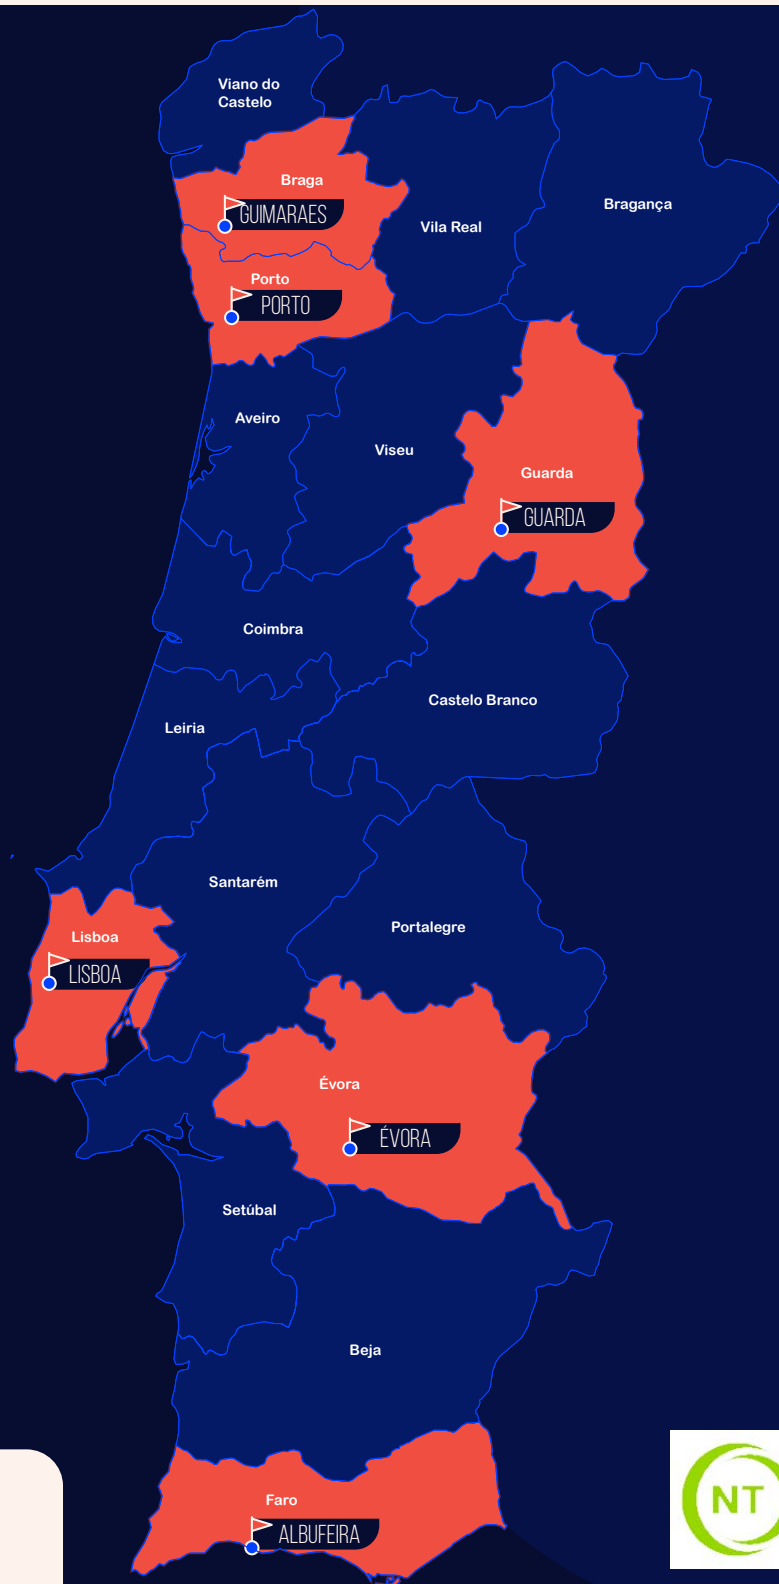 Viano do
Castelo
Braga
GUIMARAES
Vila Real
Bragança
Porto
PORTO
Aveiro
Viseu
Guarda
GUARDA
Coimbra
Castelo Branco
Leiria
Santarém
Portalegre
Lisboa
LISBOA
Évora
ÉVORA
Setúbal
Beja
Faro
ALBUFEIRA
NT